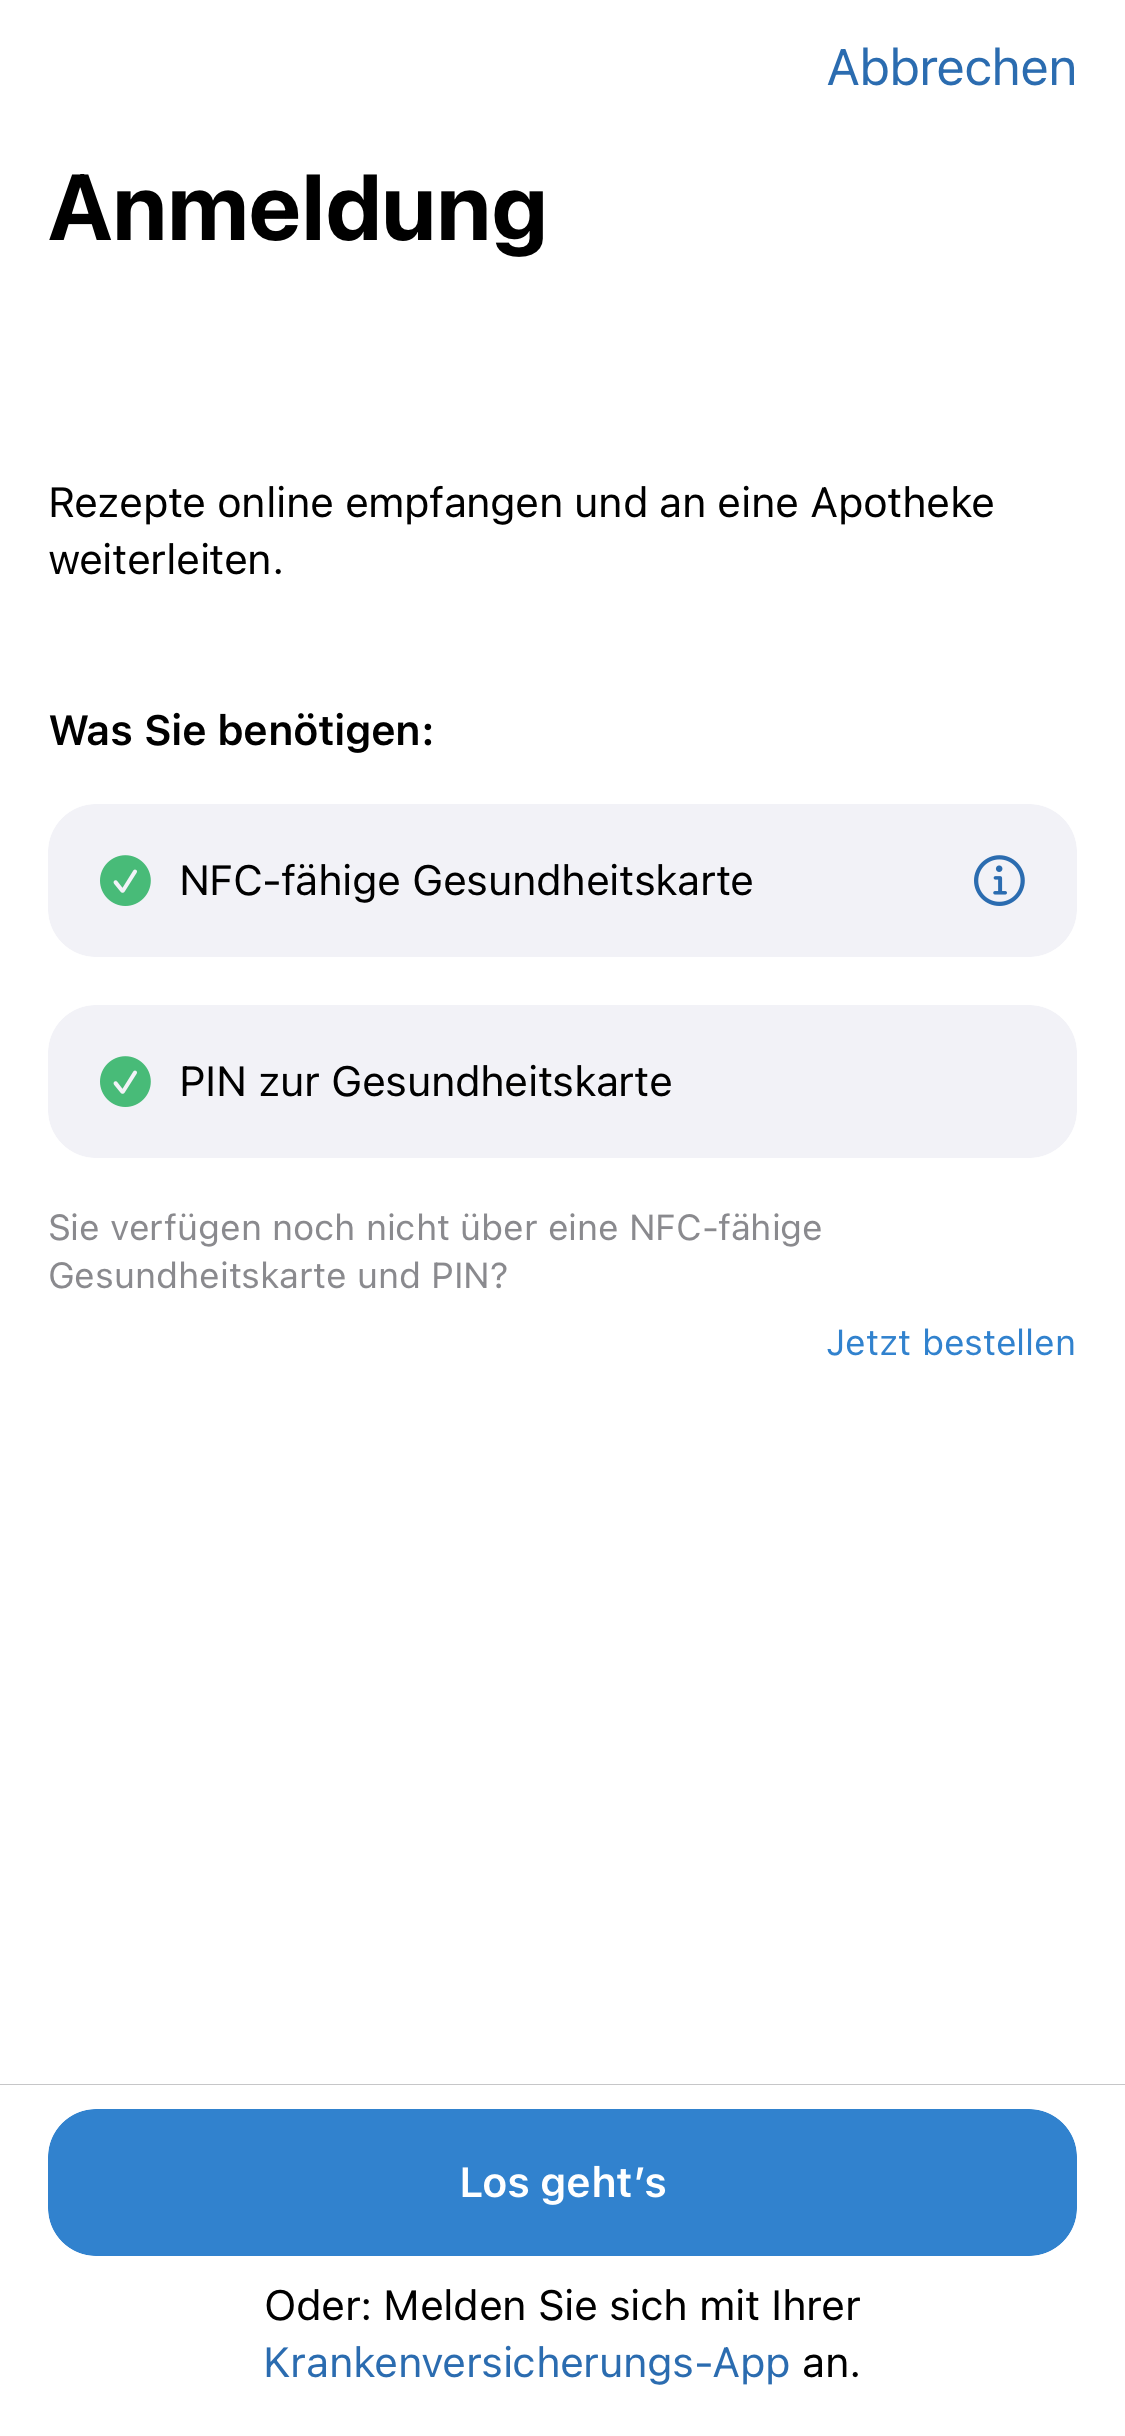 Abbrechen
Anmeldung
Rezepte online empfangen und an eine Apotheke
weiterleiten.
Was Sie benötigen:
NFC-fähige Gesundheitskarte
PIN zur Gesundheitskarte
Sie verfügen noch nicht über eine NFC-fähige
Gesundheitskarte und PIN?
Jetzt bestellen
Los geht’s
Oder: Melden Sie sich mit Ihrer
Krankenversicherungs-App an.